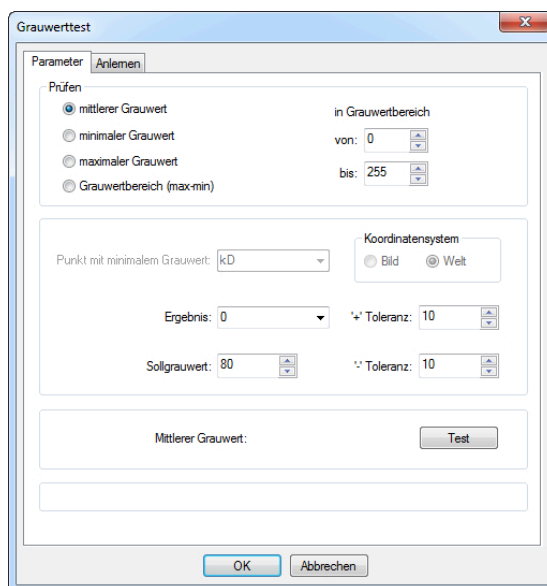 Grauwerttest
Parameter Anlernen
Prüfen
mittlerer Grauwert
in Grauwertbereich
minimaler Grauwert
von: 0
maximaler Grauwert
bis: 255
Grauwertbereich (max-min)
Koordinatensystem
Punkt mit minimalem Grauwert: kD
Bild Welt
Ergebnis: 0
'+' Toleranz: 10
Sollgrauwert: 80
'-' Toleranz: 10
Mittlerer Grauwert:
Test
OK
Abbrechen